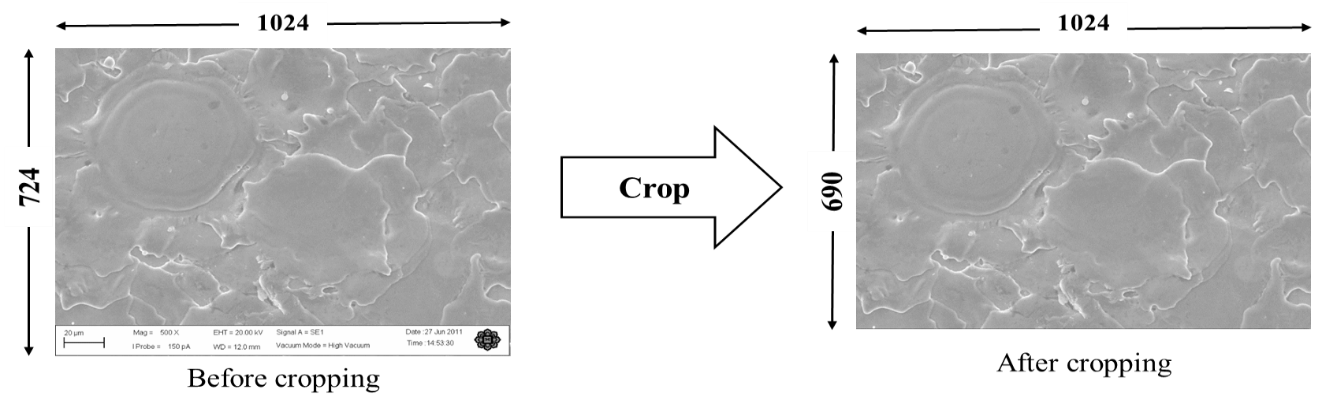 1024
1024
724
690
Crop
20 µm
Mag = 500 X
EHT = 20.00 kV
Signal A = SE1
Date :27 Jun 2011
I Probe = 150 pA
WD = 12.0 mm
Vacuum Mode = High Vacuum
Time :14:53:30
Before cropping
After cropping